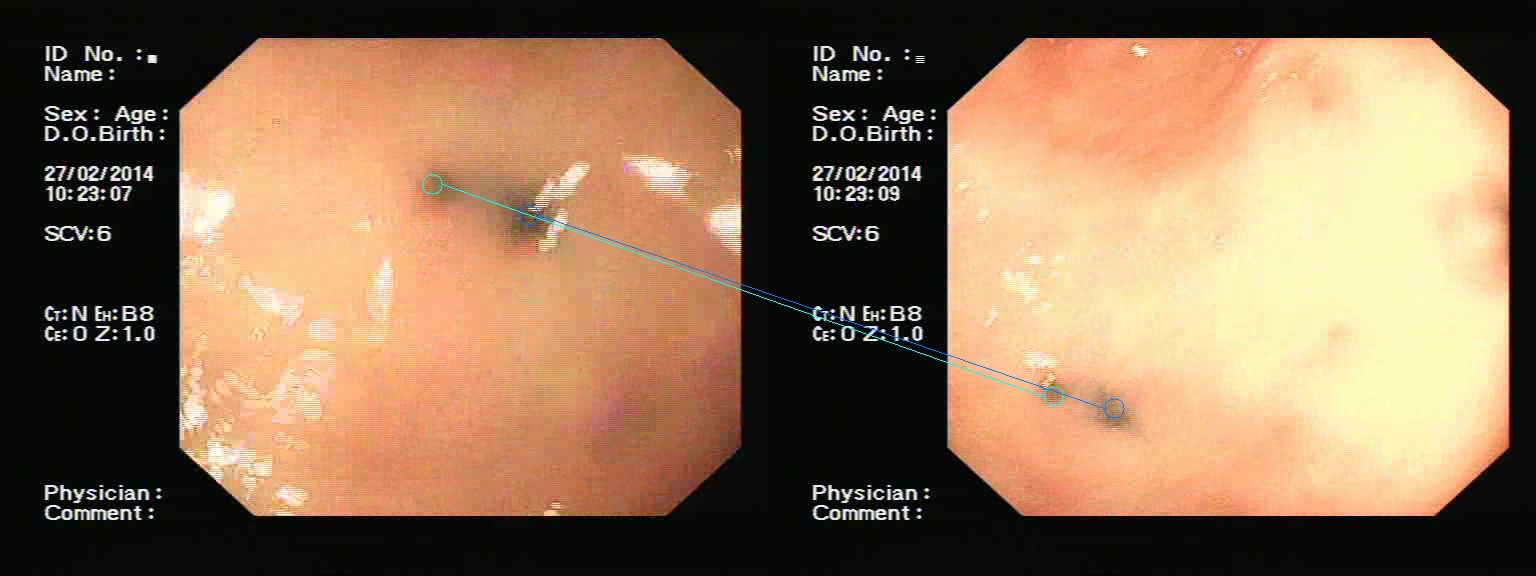 ID No. :
Name:
Sex: Age:
D.O.Birth:
27/02/2014
10:23:07
SCV:6
CT:N EH:B8
CE:0 Z:1.0
Physician:
Comment:
ID No. :
Name:
Sex: Age:
D.O.Birth:
27/02/2014
10:23:09
SCV:6
CT:N EH:B8
CE:0 Z:1.0
Physician:
Comment: